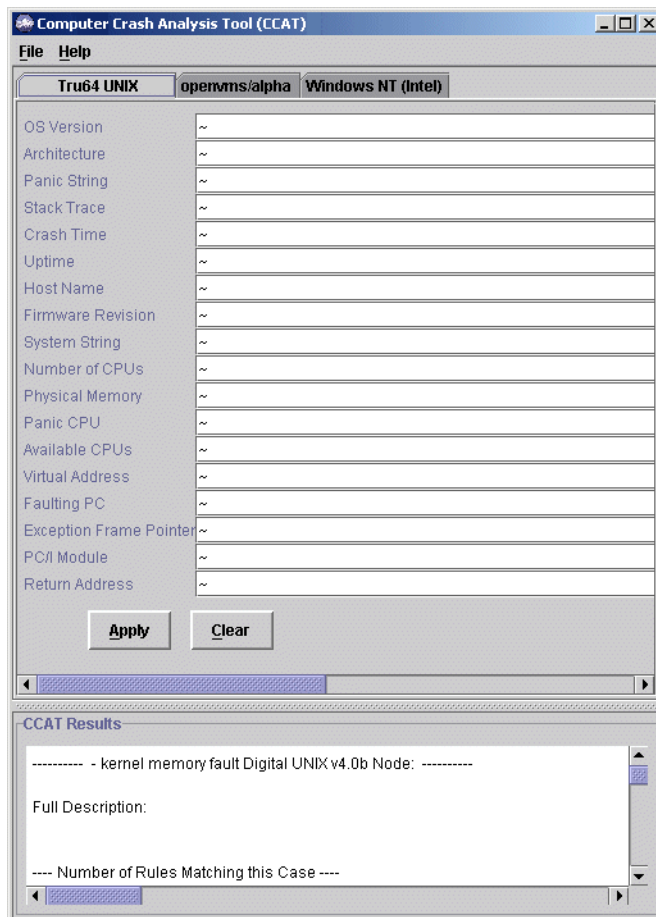 Computer Crash Analysis Tool (CCAT)
File Help
Tru64 UNIX openvms/alpha Windows NT (Intel)
OS Version ~
Architecture ~
Panic String ~
Stack Trace ~
Crash Time ~
Uptime ~
Host Name ~
Firmware Revision ~
System String ~
Number of CPUs ~
Physical Memory ~
Panic CPU ~
Available CPUs ~
Virtual Address ~
Faulting PC ~
Exception Frame Pointer ~
PC/I Module ~
Return Address ~
Apply Clear
CCAT Results
---------- - kernel memory fault Digital UNIX v4.0b Node: ----------
Full Description:
---- Number of Rules Matching this Case ----